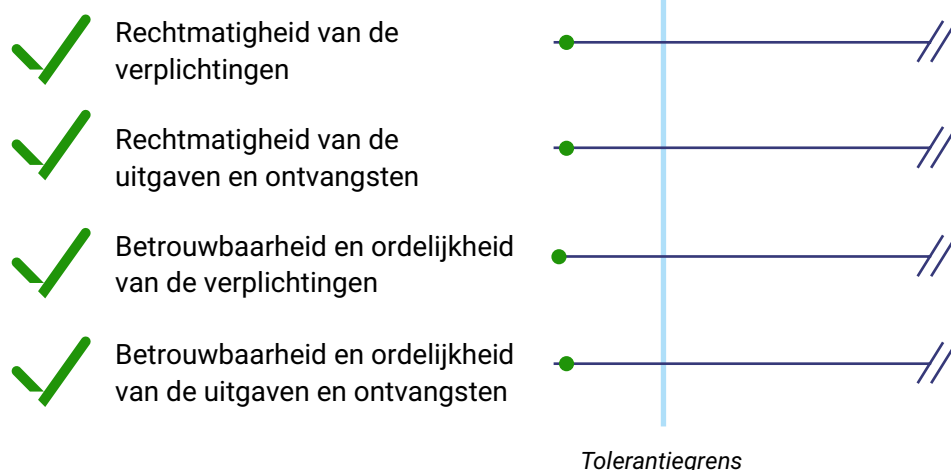 Rechtmatigheid van de
verplichtingen
Rechtmatigheid van de
uitgaven en ontvangsten
Betrouwbaarheid en ordelijkheid
van de verplichtingen
Betrouwbaarheid en ordelijkheid
van de uitgaven en ontvangsten
Tolerantiegrens